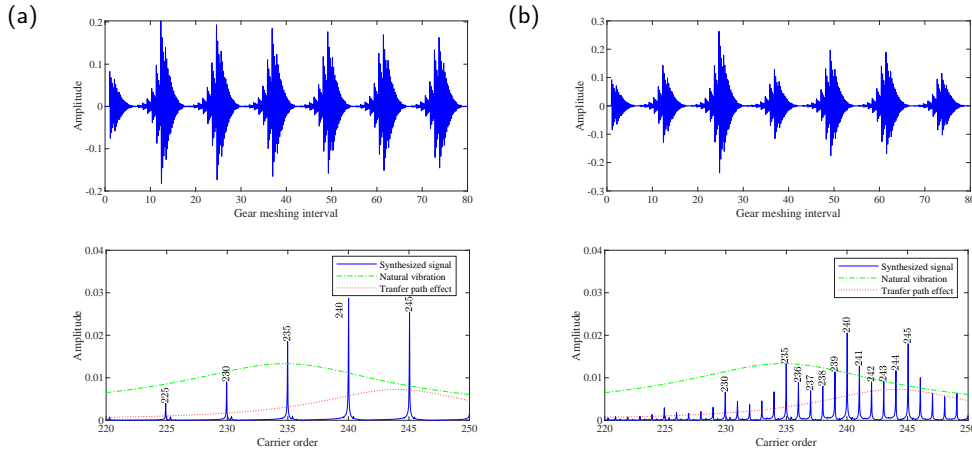 (a)
(b)
0.2
0.1
0
0.1
0.2
Amplitude
0 10 20 30 40 50 60 70 80
Gear meshing interval
0.3
0.2
0.1
0
-0.1
-0.2
-0.3
Amplitude
0 10 20 30 40 50 60 70 80
Gear meshing interval
0.04
0.03
0.02
0.01
0
Amplitude
Synthesized signal
Natural vibration
Tranfer path effect
225
230
235
240
245
220 225 230 235 240 245 250
Carrier order
0.04
0.03
0.02
0.01
0
Amplitude
Synthesized signal
Natural vibration
Tranfer path effect
230
235
236
237
238
239
240
241
242
243
244
245
220 225 230 235 240 245 250
Carrier order